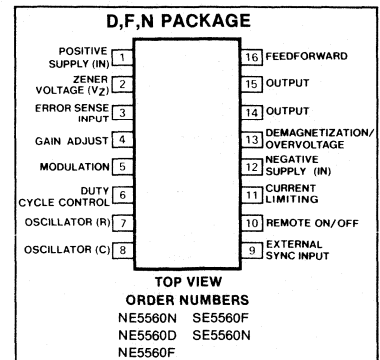 D,F,N PACKAGE
POSITIVE
SUPPLY (IN) 1
ZENER
VOLTAGE (VZ) 2
ERROR SENSE
INPUT 3
GAIN ADJUST 4
MODULATION 5
DUTY
CYCLE CONTROL 6
OSCILLATOR (R) 7
OSCILLATOR (C) 8
16 FEEDFORWARD
15 OUTPUT
14 OUTPUT
13 DEMAGNETIZATION/
OVERVOLTAGE
12 NEGATIVE
SUPPLY (IN)
11 CURRENT
LIMITING
10 REMOTE ON/OFF
9 EXTERNAL
SYNC INPUT
TOP VIEW
ORDER NUMBERS
NE5560N SE5560F
NE5560D SE5560N
NE5560F